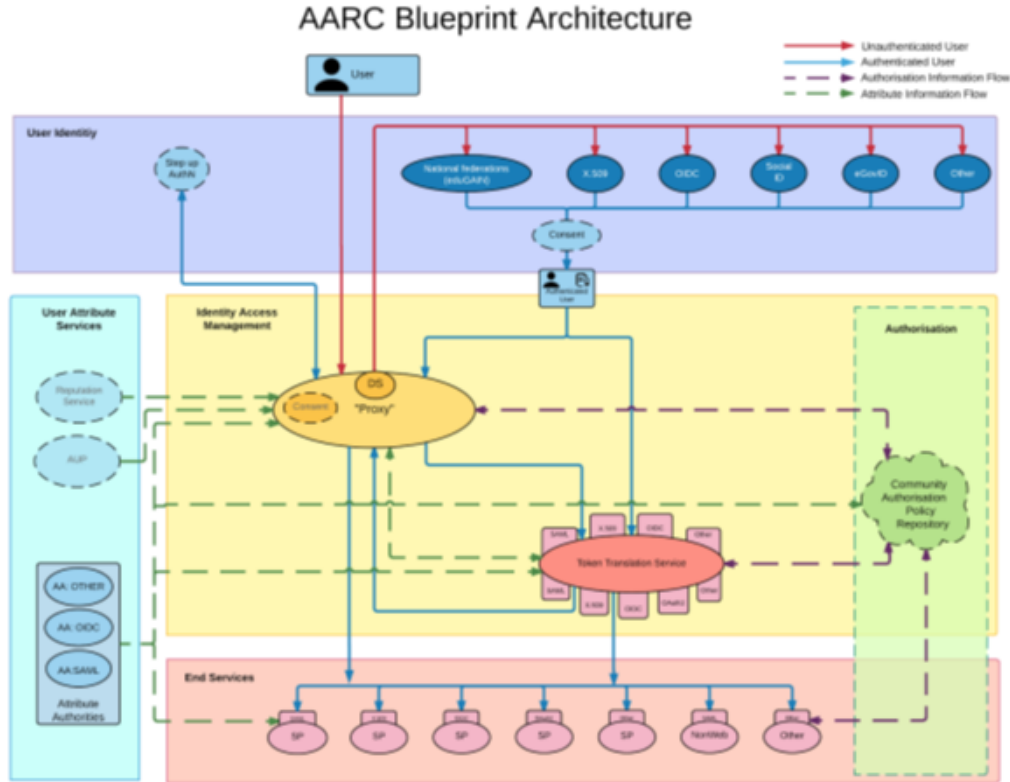 AARC Blueprint Architecture
Unauthenticated User
Authenticated User
Authorisation Information Flow
Attribute Information Flow
User
User Identitiy
Step up
AuthN
National federations
(eduGAIN)
X.509
OIDC
Social
ID
eGovID
Other
Consent
Authenticated
User
User Attribute
Services
Identity Access
Management
Authorisation
Reputation
Service
AUP
DS
Consent
"Proxy"
Community
Authorisation
Policy
Repository
SAML
X.509
OIDC
Other
Token Translation Service
SAML
X.509
OIDC
Other
AA: OTHER
AA: OIDC
AA:SAML
Attribute
Authorities
End Services
SP
SP
SP
SP
SP
NonWeb
Other